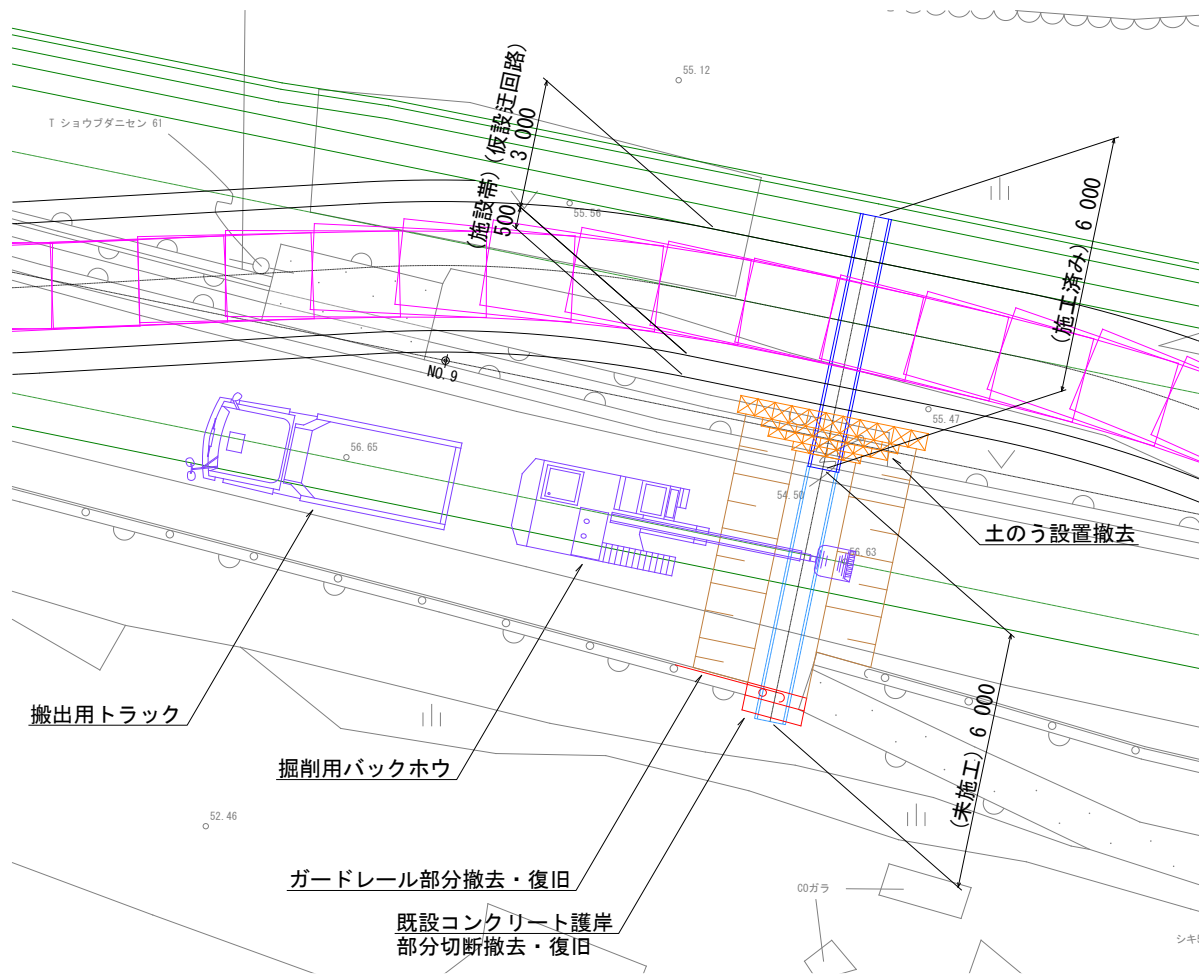 55.12
T ショウブダニセン 61
(施設帯)(仮設迂回路)
500
3 000
55.56
(施工済み) 6 000
NO.9
55.47
56.65
54.50
56.63
土のう設置撤去
搬出用トラック
掘削用バックホウ
(未施工) 6 000
52.46
ガードレール部分撤去・復旧
既設コンクリート護岸
部分切断撤去・復旧
COガラ
シキ